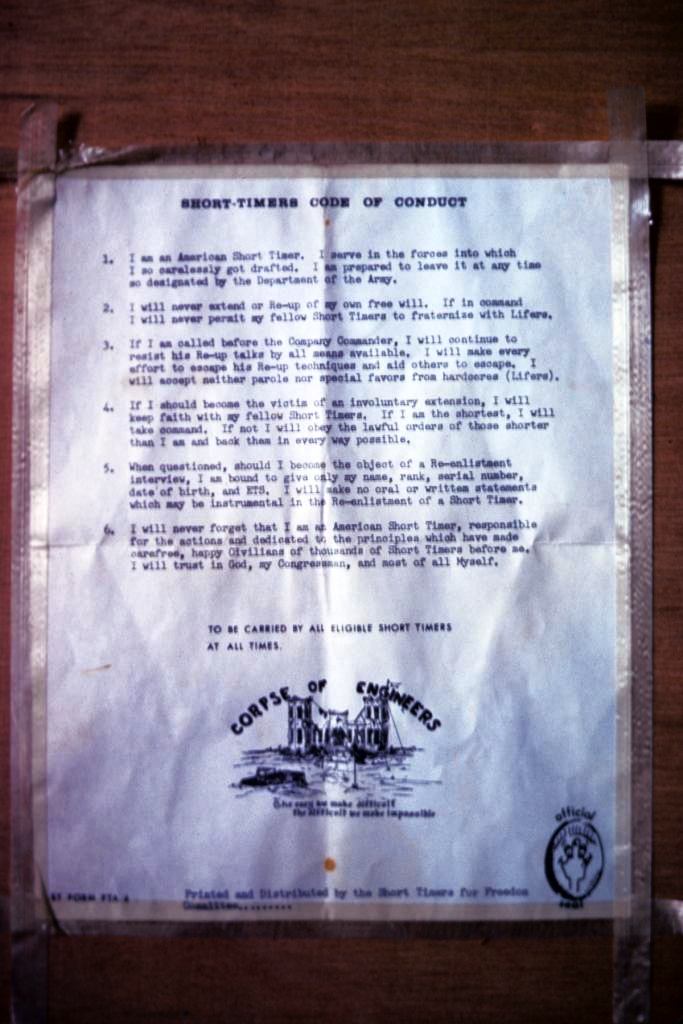 SHORT-TIMERS CODE OF CONDUCT
1. I am an American Short Timer. I serve in the forces into which
I so carelessly got drafted. I am prepared to leave it at any time
so designated by the Department of the Army.
2. I will never extend or Re-up of my own free will. If in command
I will never permit my fellow Short Timers to fraternize with Lifers.
3. If I am called before the Company Commander, I will continue to
resist his Re-up talks by all means available. I will make every
effort to escape his Re-up techniques and aid others to escape. I
will accept neither parole nor special favors from hardcores (Lifers).
4. If I should become the victim of an involuntary extension, I will
keep faith with my fellow Short Timers. If I am the shortest, I will
take command. If not I will obey the lawful orders of those shorter
than I am and back them in every way possible.
5. When questioned, should I become the object of a Re-enlistment
interview, I am bound to give only my name, rank, serial number,
date of birth, and ETS. I will make no oral or written statements
which may be instrumental in the Re-enlistment of a Short Timer.
6. I will never forget that I am an American Short Timer, responsible
for the actions and dedicated to the principles which have made
carefree, happy Civilians of thousands of Short Timers before me.
I will trust in God, my Congressman, and most of all Myself.
TO BE CARRIED BY ALL ELIGIBLE SHORT TIMERS
AT ALL TIMES.
CORPSE OF ENGINEERS
The easy we make difficult
The difficult we make impossible
official
seal
FORM FTA
Printed and Distributed by the Short Timers for Freedom
Committee.........